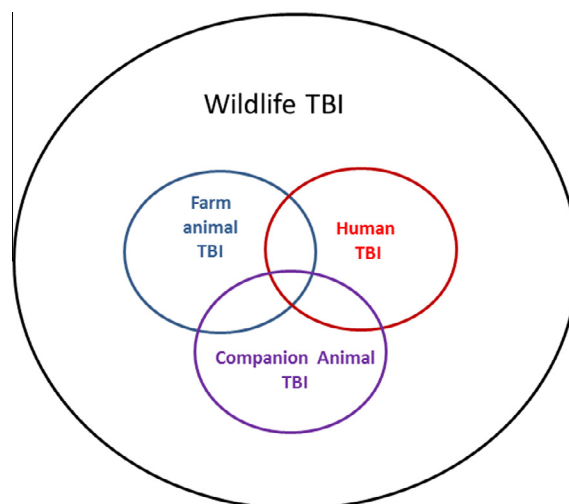 Wildlife TBI
Farm
animal
TBI
Human
TBI
Companion Animal
TBI